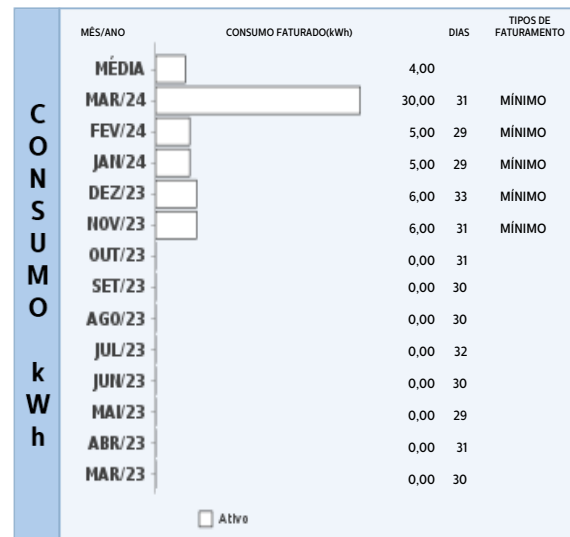 MÊS/ANO CONSUMO FATURADO(kWh) DIAS TIPOS DE FATURAMENTO
CONSUMO kWh
MÉDIA 4,00
MAR/24 30,00 31 MÍNIMO
FEV/24 5,00 29 MÍNIMO
JAN/24 5,00 29 MÍNIMO
DEZ/23 6,00 33 MÍNIMO
NOV/23 6,00 31 MÍNIMO
OUT/23 0,00 31
SET/23 0,00 30
AGO/23 0,00 30
JUL/23 0,00 32
JUN/23 0,00 30
MAI/23 0,00 29
ABR/23 0,00 31
MAR/23 0,00 30
Ativo